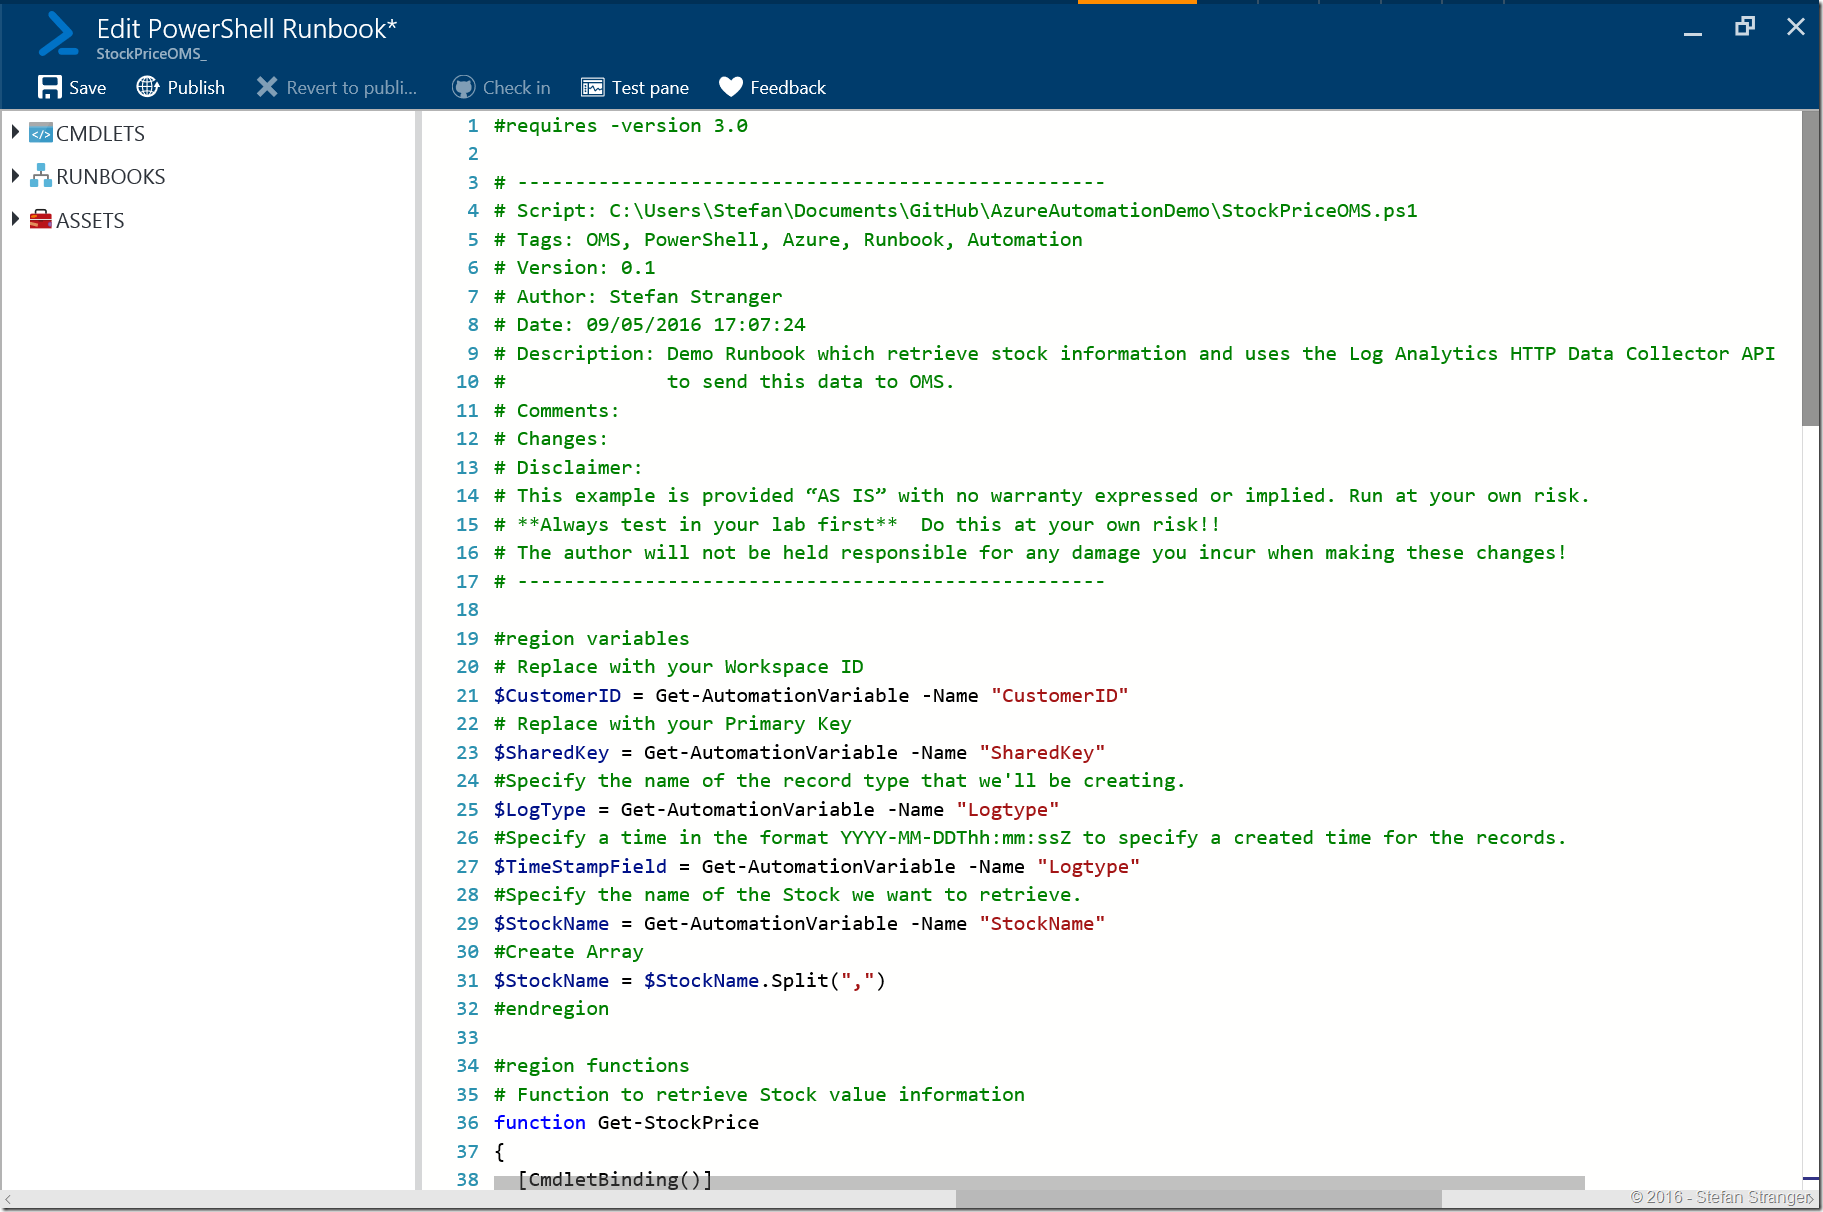 Edit PowerShell Runbook*
StockPriceOMS_
Save Publish Revert to publi... Check in Test pane Feedback
CMDLETS
RUNBOOKS
ASSETS
1 #requires -version 3.0
2
3 # ---------------------------------------------------
4 # Script: C:\Users\Stefan\Documents\GitHub\AzureAutomationDemo\StockPriceOMS.ps1
5 # Tags: OMS, PowerShell, Azure, Runbook, Automation
6 # Version: 0.1
7 # Author: Stefan Stranger
8 # Date: 09/05/2016 17:07:24
9 # Description: Demo Runbook which retrieve stock information and uses the Log Analytics HTTP Data Collector API
10 #              to send this data to OMS.
11 # Comments:
12 # Changes:
13 # Disclaimer:
14 # This example is provided “AS IS” with no warranty expressed or implied. Run at your own risk.
15 # **Always test in your lab first**  Do this at your own risk!!
16 # The author will not be held responsible for any damage you incur when making these changes!
17 # ---------------------------------------------------
18
19 #region variables
20 # Replace with your Workspace ID
21 $CustomerID = Get-AutomationVariable -Name "CustomerID"
22 # Replace with your Primary Key
23 $SharedKey = Get-AutomationVariable -Name "SharedKey"
24 #Specify the name of the record type that we'll be creating.
25 $LogType = Get-AutomationVariable -Name "Logtype"
26 #Specify a time in the format YYYY-MM-DDThh:mm:ssZ to specify a created time for the records.
27 $TimeStampField = Get-AutomationVariable -Name "Logtype"
28 #Specify the name of the Stock we want to retrieve.
29 $StockName = Get-AutomationVariable -Name "StockName"
30 #Create Array
31 $StockName = $StockName.Split(",")
32 #endregion
33
34 #region functions
35 # Function to retrieve Stock value information
36 function Get-StockPrice
37 {
38   [CmdletBinding()]
© 2016 - Stefan Stranger